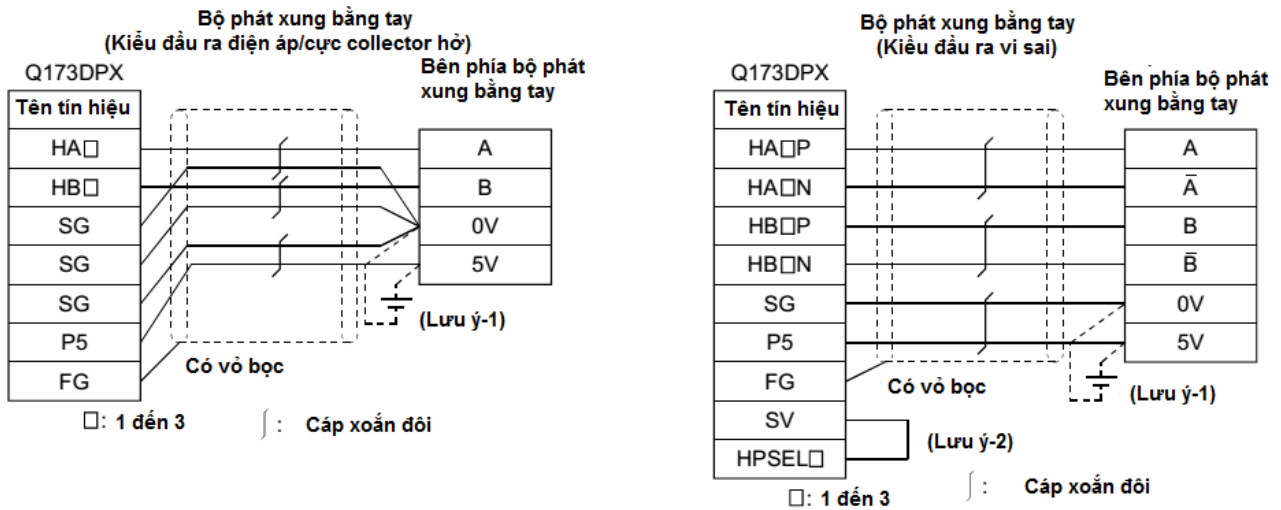 Bộ phát xung bằng tay
(Kiểu đầu ra điện áp/cực collector hở)
Q173DPX
Bên phía bộ phát
xung bằng tay
Tên tín hiệu
HA□
HB□
SG
SG
SG
P5
FG
A
B
0V
5V
(Lưu ý-1)
Có vỏ bọc
□: 1 đến 3
⌠: Cáp xoắn đôi
Bộ phát xung bằng tay
(Kiểu đầu ra vi sai)
Q173DPX
Bên phía bộ phát
xung bằng tay
Tên tín hiệu
HA□P
HA□N
HB□P
HB□N
SG
P5
FG
SV
HPSEL□
A
A̅
B
B̅
0V
5V
(Lưu ý-1)
Có vỏ bọc
(Lưu ý-2)
□: 1 đến 3
⌠: Cáp xoắn đôi